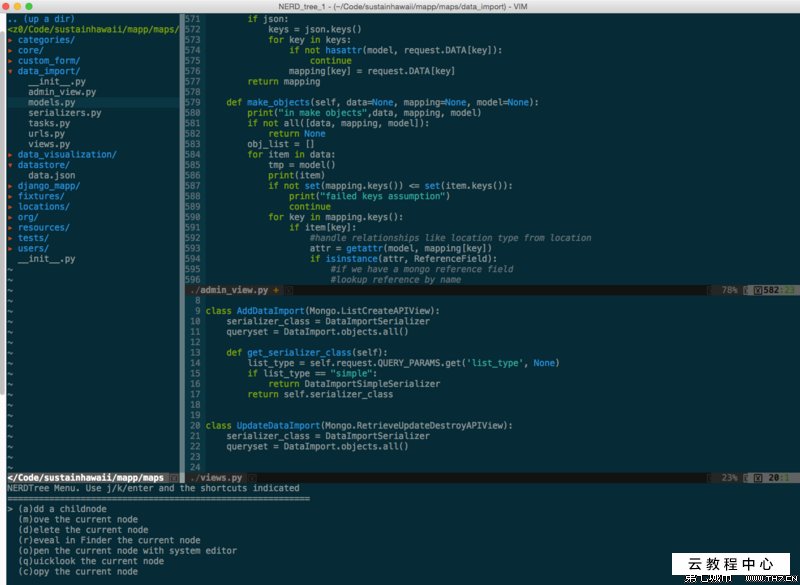 NERD_tree_1 - (~/Code/sustainhawaii/mapp/maps/data_import) - VIM
.. (up a dir)
<z0/Code/sustainhawaii/mapp/maps/
▸ categories/
▸ core/
▸ custom_form/
▾ data_import/
__init__.py
admin_view.py
models.py
serializers.py
tasks.py
urls.py
views.py
▸ data_visualization/
▾ datastore/
data.json
▸ django_mapp/
▸ fixtures/
▸ locations/
▸ org/
▸ resources/
▸ tests/
▸ users/
__init__.py
</Code/sustainhawaii/mapp/maps
571 if json:
572 keys = json.keys()
573 for key in keys:
574 if not hasattr(model, request.DATA[key]):
575 continue
576 mapping[key] = request.DATA[key]
577 return mapping
578
579 def make_objects(self, data=None, mapping=None, model=None):
580 print("in make objects",data, mapping, model)
581 if not all([data, mapping, model]):
582 return None
583 obj_list = []
584 for item in data:
585 tmp = model()
586 print(item)
587 if not set(mapping.keys()) <= set(item.keys()):
588 print("failed keys assumption")
589 continue
590 for key in mapping.keys():
591 if item[key]:
592 #handle relationships like location type from location
593 attr = getattr(model, mapping[key])
594 if isinstance(attr, ReferenceField):
595 #if we have a mongo reference field
596 #lookup reference by name
./admin_view.py + 78% 582:23
8
9 class AddDataImport(Mongo.ListCreateAPIView):
10 serializer_class = DataImportSerializer
11 queryset = DataImport.objects.all()
12
13 def get_serializer_class(self):
14 list_type = self.request.QUERY_PARAMS.get('list_type', None)
15 if list_type == "simple":
16 return DataImportSimpleSerializer
17 return self.serializer_class
18
19
20 class UpdateDataImport(Mongo.RetrieveUpdateDestroyAPIView):
21 serializer_class = DataImportSerializer
22 queryset = DataImport.objects.all()
23
24
./views.py 23% 20:1
NERDTree Menu. Use j/k/enter and the shortcuts indicated
==========================================================
> (a)dd a childnode
(m)ove the current node
(d)elete the current node
(r)eveal in Finder the current node
(o)pen the current node with system editor
(q)uicklook the current node
(c)opy the current node
云教程中心
第七城市 www.TH7.CN